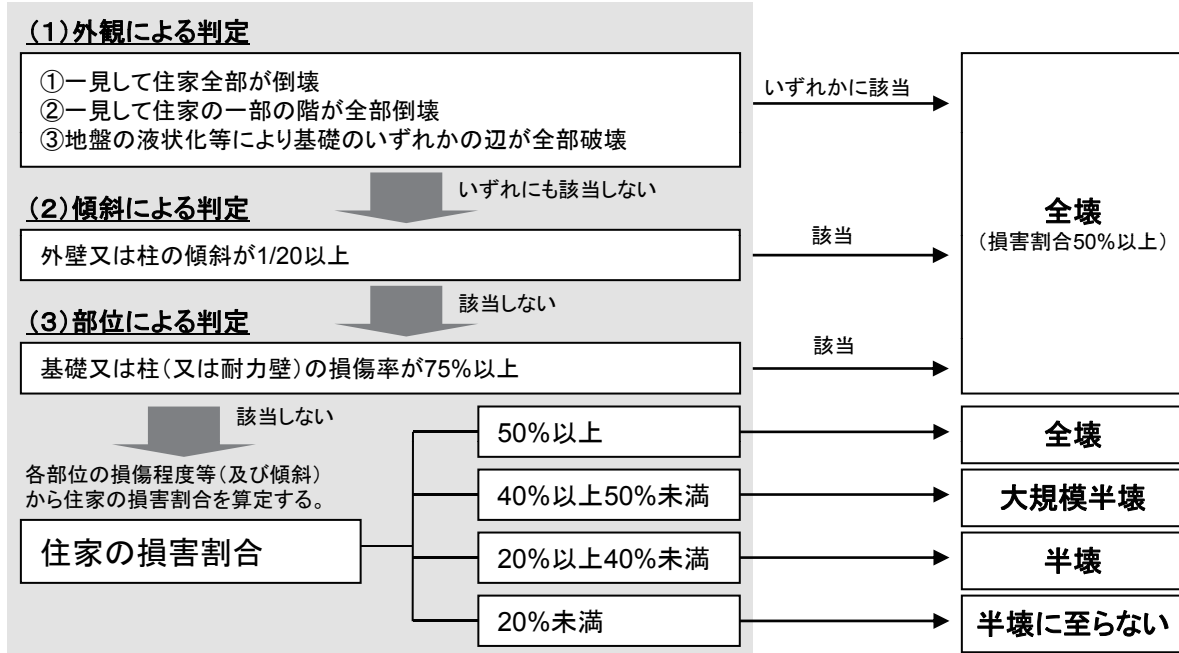 （１）外観による判定
①一見して住家全部が倒壊
②一見して住家の一部の階が全部倒壊
③地盤の液状化等により基礎のいずれかの辺が全部破壊
いずれかに該当
いずれにも該当しない
（２）傾斜による判定
外壁又は柱の傾斜が1/20以上
該当
全壊
（損害割合50%以上）
該当しない
（３）部位による判定
基礎又は柱（又は耐力壁）の損傷率が75%以上
該当
該当しない
各部位の損傷程度等（及び傾斜）
から住家の損害割合を算定する。
住家の損害割合
50%以上
全壊
40%以上50%未満
大規模半壊
20%以上40%未満
半壊
20%未満
半壊に至らない